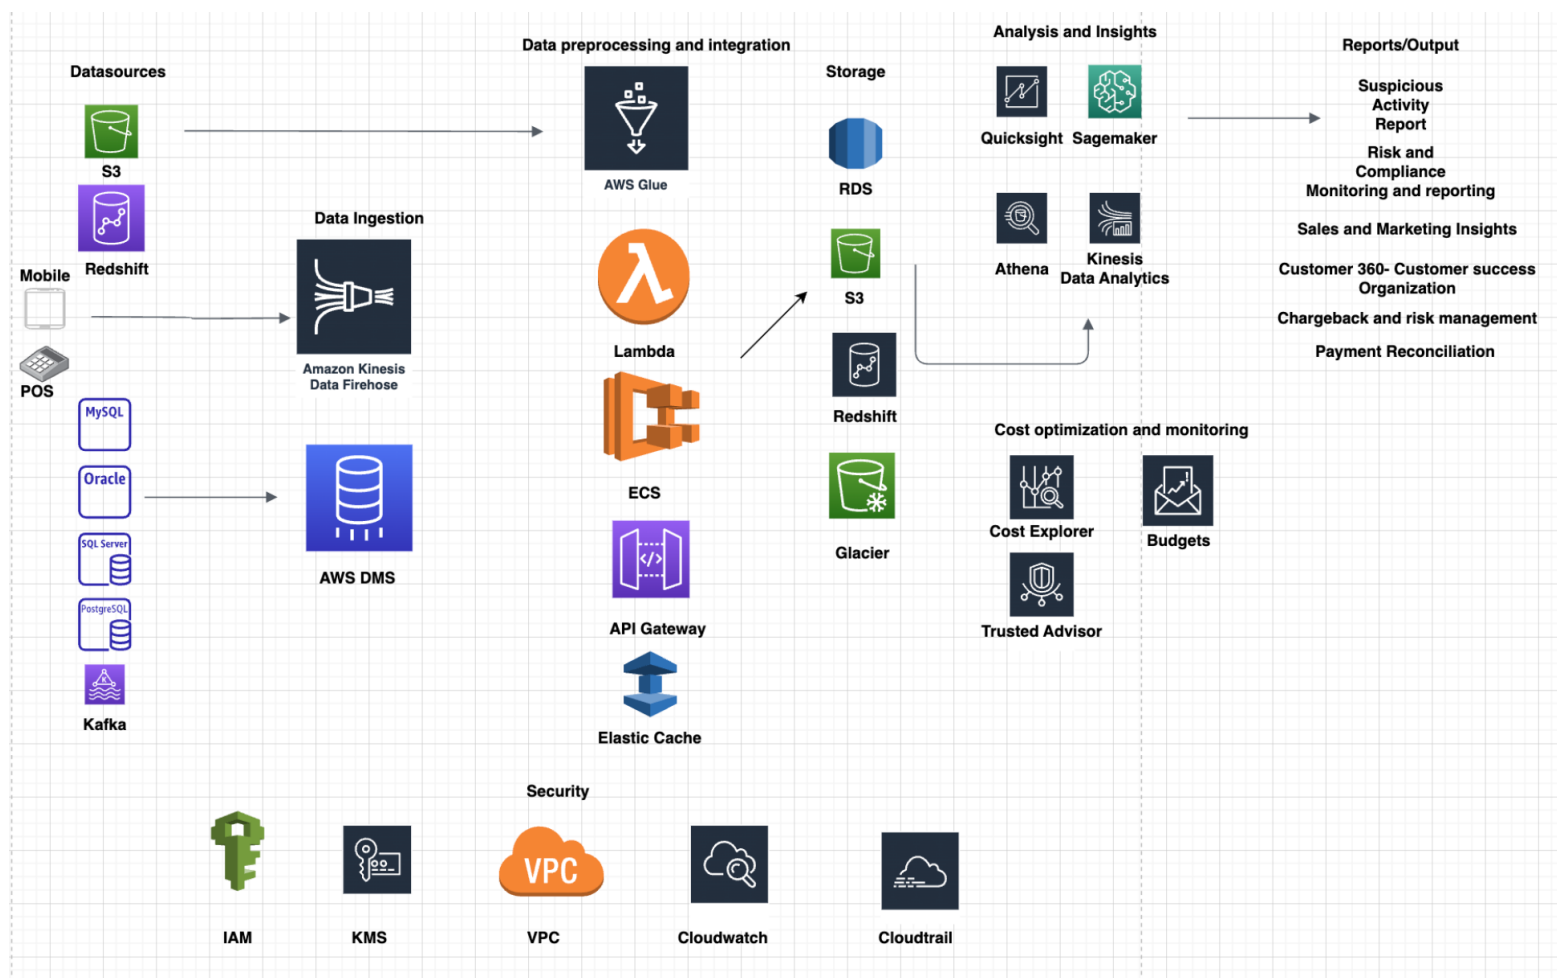 Datasources
S3
Redshift
Mobile
POS
MySQL
Oracle
SQL Server
PostgreSQL
K
Kafka
Data Ingestion
Amazon Kinesis
Data Firehose
AWS DMS
Data preprocessing and integration
AWS Glue
λ
Lambda
ECS
</>
API Gateway
Elastic Cache
Storage
RDS
S3
Redshift
Glacier
Analysis and Insights
Quicksight
Sagemaker
Athena
Kinesis
Data Analytics
Cost optimization and monitoring
Cost Explorer
Budgets
Trusted Advisor
Reports/Output
Suspicious
Activity
Report
Risk and
Compliance
Monitoring and reporting
Sales and Marketing Insights
Customer 360- Customer success
Organization
Chargeback and risk management
Payment Reconciliation
Security
IAM
KMS
VPC
VPC
Cloudwatch
Cloudtrail